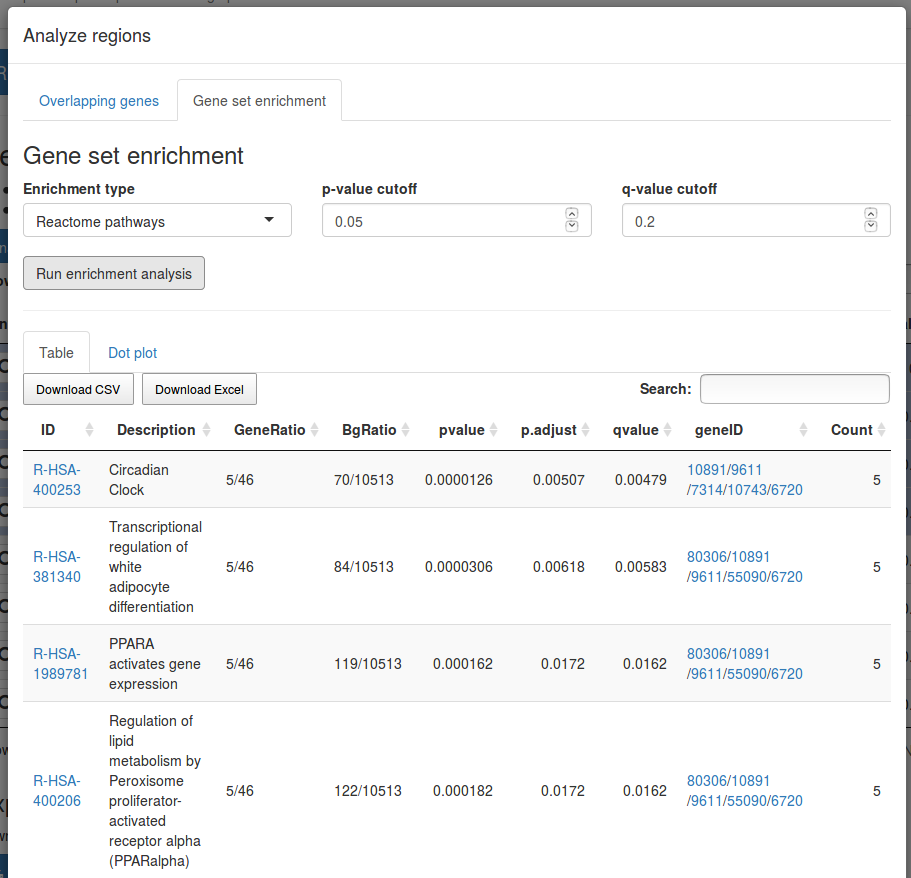 Analyze regions
Overlapping genes Gene set enrichment
Gene set enrichment
Enrichment type p-value cutoff q-value cutoff
Reactome pathways 0.05 0.2
Run enrichment analysis
Table Dot plot
Download CSV Download Excel Search:
ID Description GeneRatio BgRatio pvalue p.adjust qvalue geneID Count
R-HSA-
400253
Circadian
Clock
5/46 70/10513 0.0000126 0.00507 0.00479
10891/9611
/7314/10743/6720
5
R-HSA-
381340
Transcriptional
regulation of
white
adipocyte
differentiation
5/46 84/10513 0.0000306 0.00618 0.00583
80306/10891
/9611/55090/6720
5
R-HSA-
1989781
PPARA
activates gene
expression
5/46 119/10513 0.000162 0.0172 0.0162
80306/10891
/9611/55090/6720
5
R-HSA-
400206
Regulation of
lipid
metabolism by
Peroxisome
proliferator-
activated
receptor alpha
(PPARalpha)
5/46 122/10513 0.000182 0.0172 0.0162
80306/10891
/9611/55090/6720
5